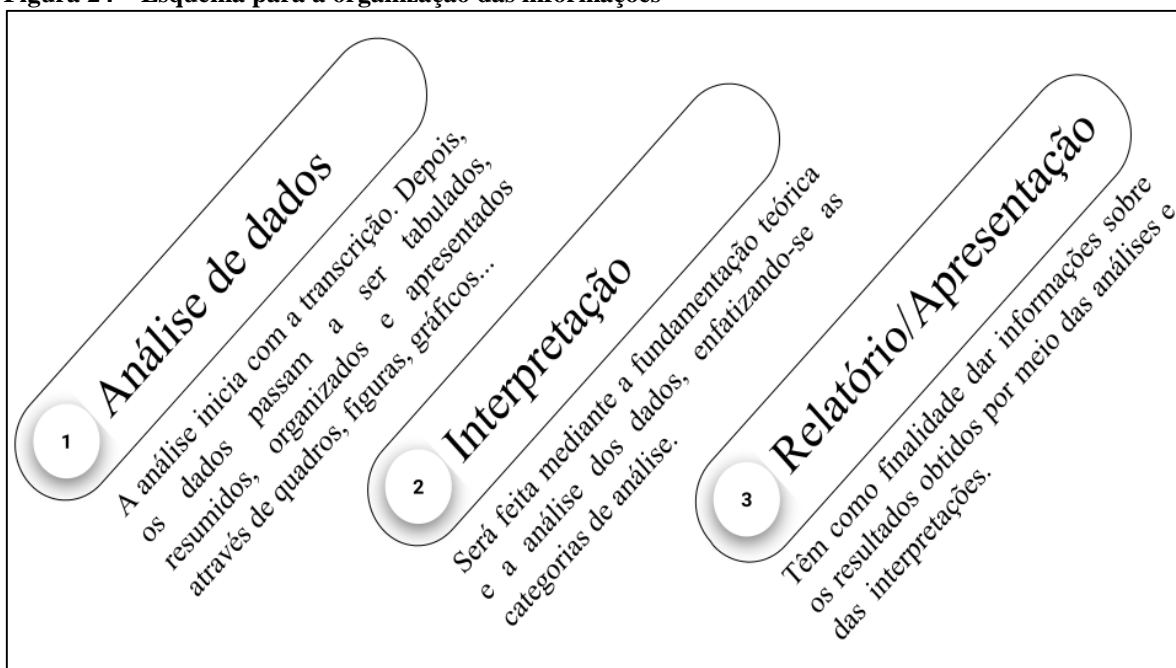 Figura 24 – Esquema para a organização das informações
1
Análise de dados
A análise inicia com a transcrição. Depois,
os dados passam a ser tabulados,
resumidos, organizados e apresentados
através de quadros, figuras, gráficos...
2
Interpretação
Será feita mediante a fundamentação teórica
e a análise dos dados, enfatizando-se as
categorias de análise.
3
Relatório/Apresentação
Têm como finalidade dar informações sobre
os resultados obtidos por meio das análises e
das interpretações.